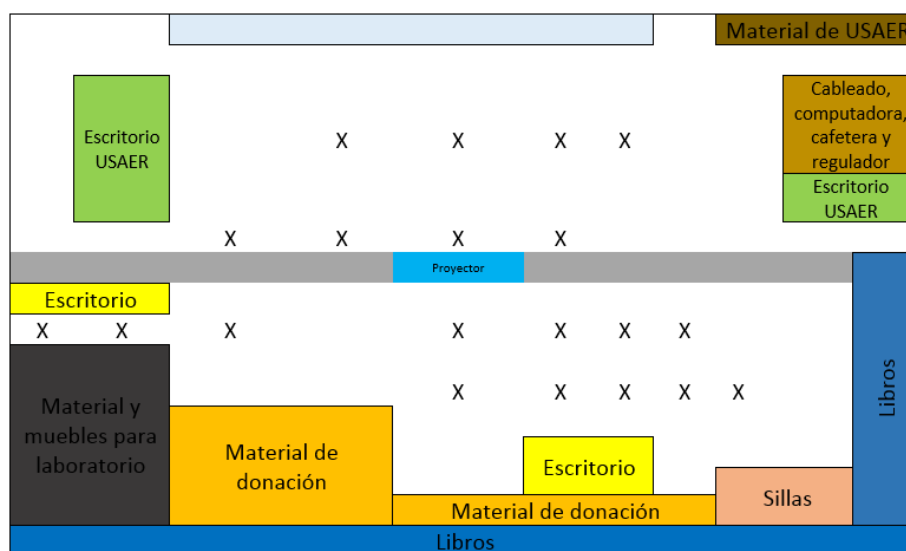 Material de USAER
Escritorio
USAER
Cableado,
computadora,
cafetera y
regulador
X X X X
Escritorio
USAER
X X X X
Proyector
Escritorio
X X X X X X X
Libros
X X X X X
Material y
muebles para
laboratorio
Material de
donación
Escritorio
Sillas
Material de donación
Libros